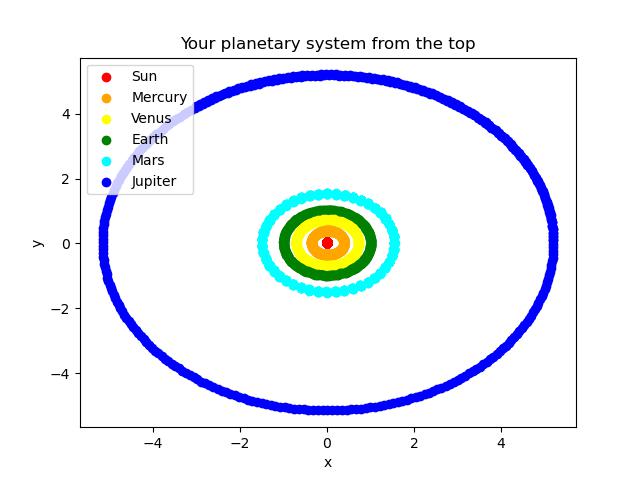 Your planetary system from the top
Sun
Mercury
Venus
Earth
Mars
Jupiter
4
2
0
−2
−4
y
−4 −2 0 2 4
x